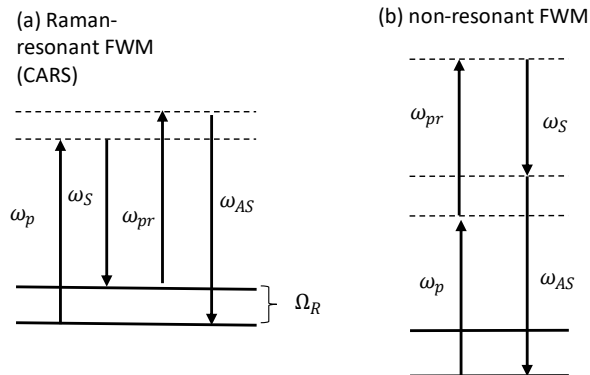 (a) Raman-
resonant FWM
(CARS)
ω_p
ω_S
ω_pr
ω_AS
Ω_R
(b) non-resonant FWM
ω_pr
ω_S
ω_p
ω_AS